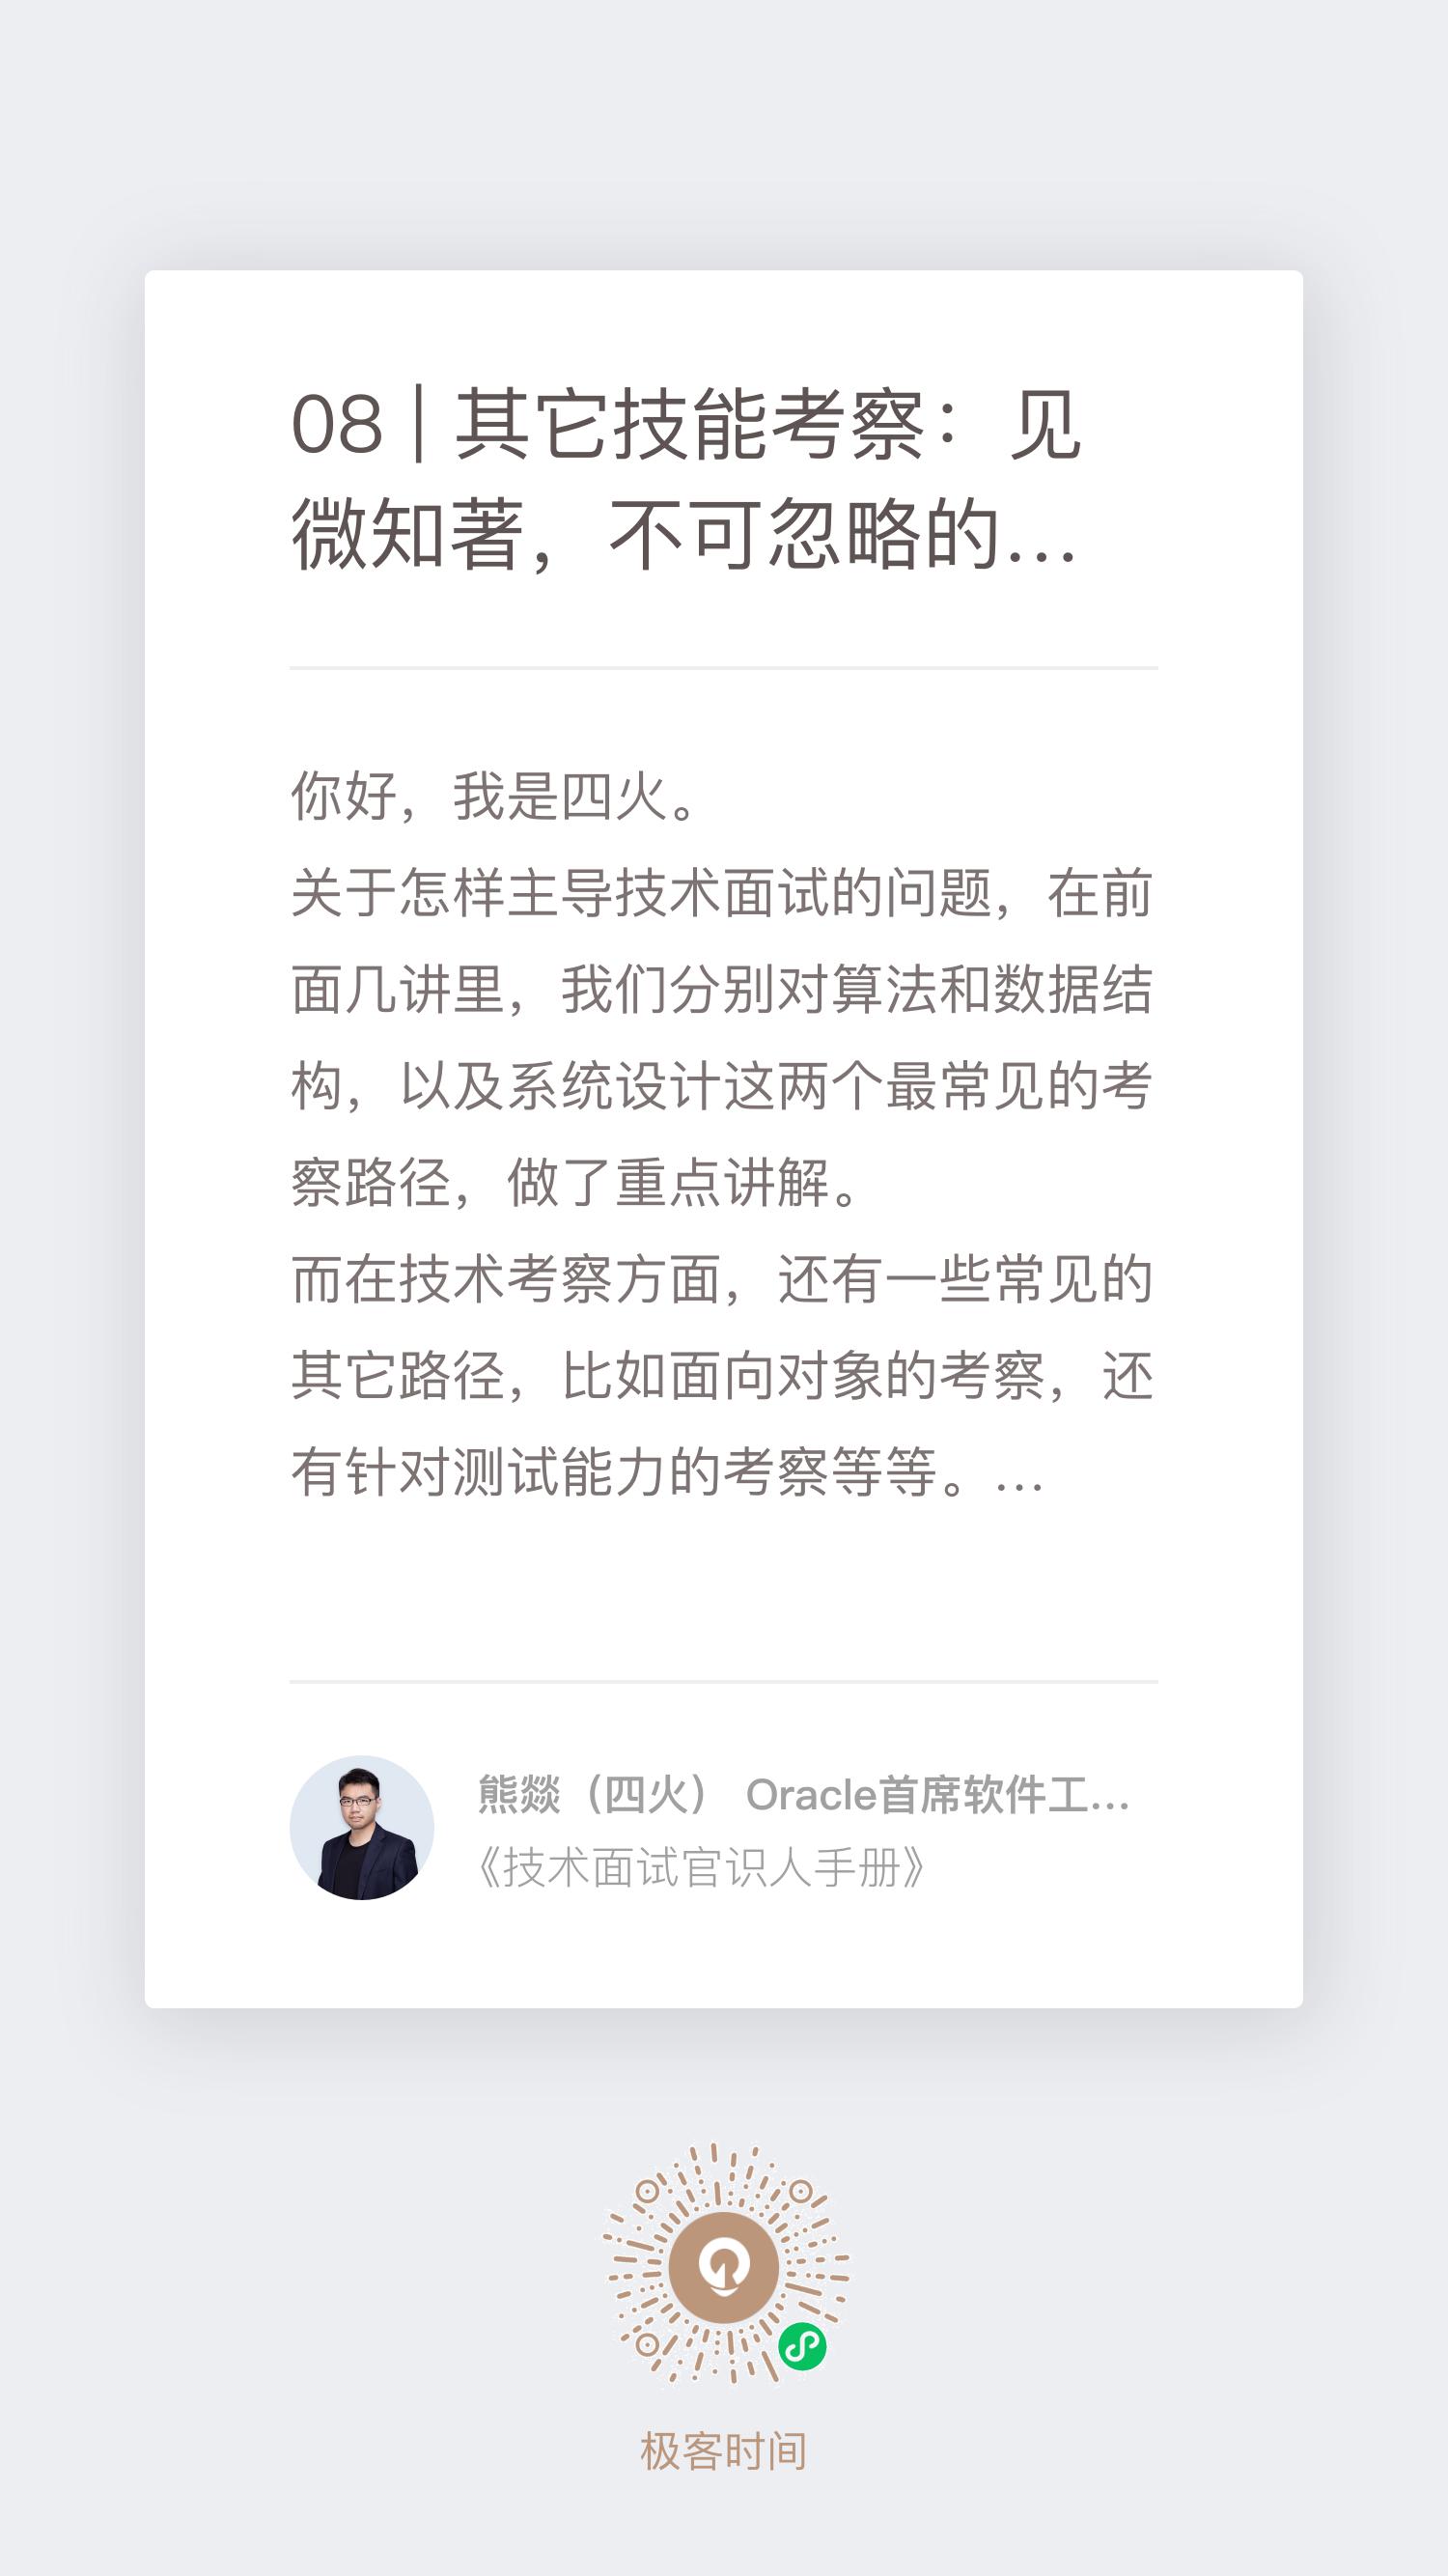 08 | 其它技能考察：见
微知著，不可忽略的…
你好，我是四火。
关于怎样主导技术面试的问题，在前
面几讲里，我们分别对算法和数据结
构，以及系统设计这两个最常见的考
察路径，做了重点讲解。
而在技术考察方面，还有一些常见的
其它路径，比如面向对象的考察，还
有针对测试能力的考察等等。…
熊燚（四火） Oracle首席软件工…
《技术面试官识人手册》
极客时间